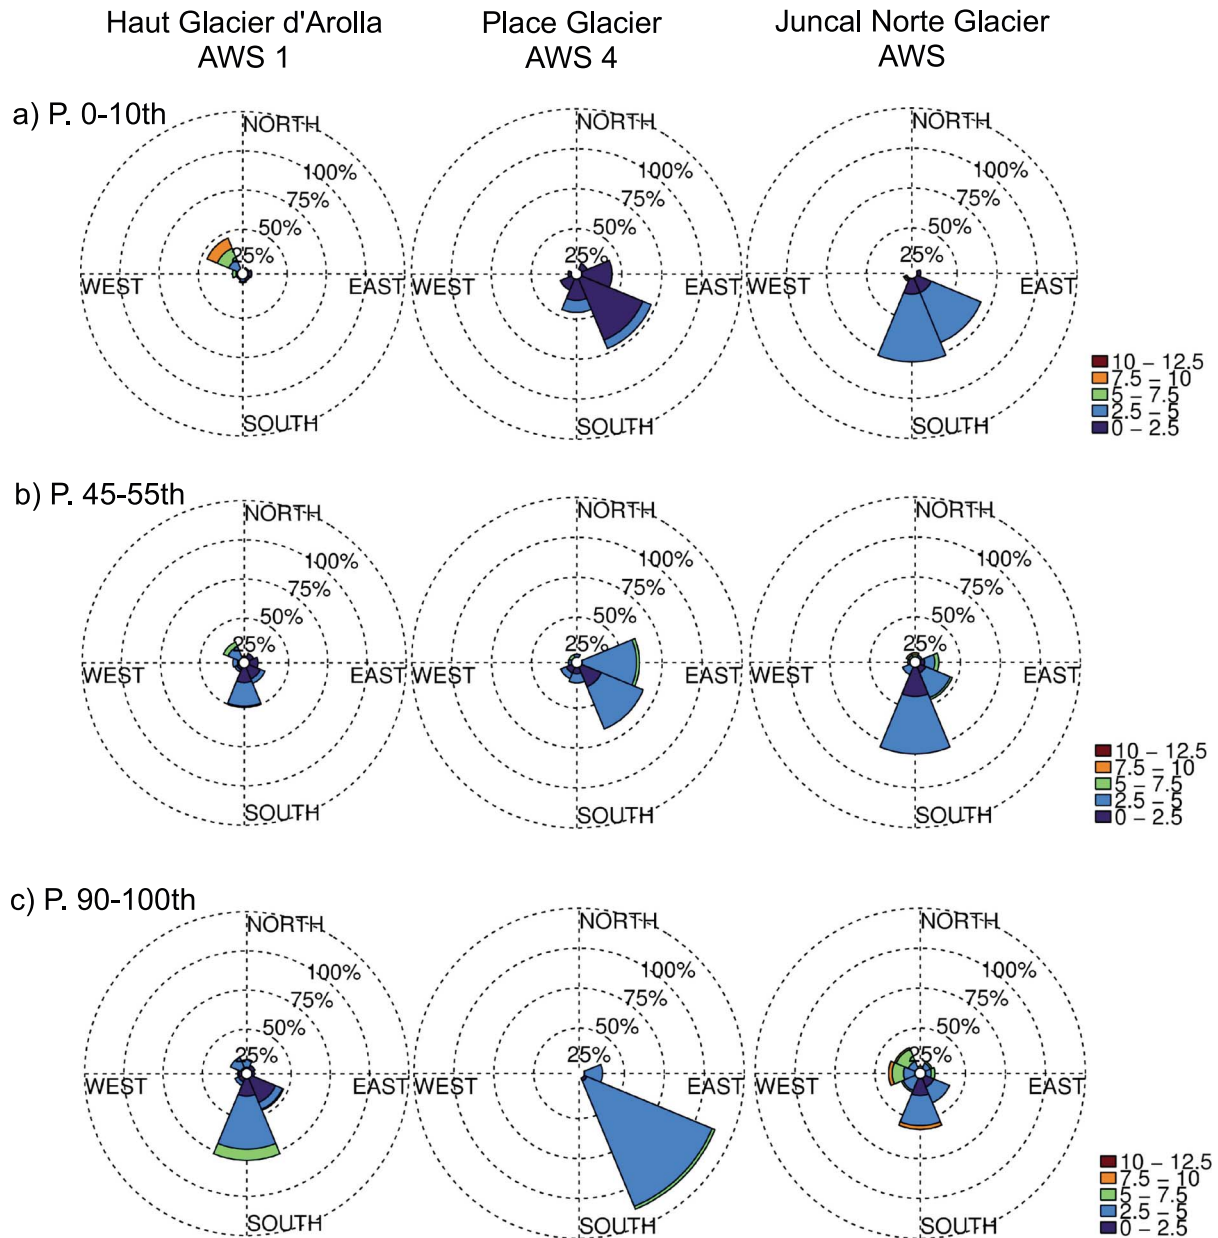 Haut Glacier d'Arolla
AWS 1
Place Glacier
AWS 4
Juncal Norte Glacier
AWS
a) P. 0-10th
NORTH
100%
75%
50%
25%
WEST
EAST
SOUTH
NORTH
100%
75%
50%
25%
WEST
EAST
SOUTH
NORTH
100%
75%
50%
25%
WEST
EAST
SOUTH
10 – 12.5
7.5 – 10
5 – 7.5
2.5 – 5
0 – 2.5
b) P. 45-55th
NORTH
100%
75%
50%
25%
WEST
EAST
SOUTH
NORTH
100%
75%
50%
25%
WEST
EAST
SOUTH
NORTH
100%
75%
50%
25%
WEST
EAST
SOUTH
10 – 12.5
7.5 – 10
5 – 7.5
2.5 – 5
0 – 2.5
c) P. 90-100th
NORTH
100%
75%
50%
25%
WEST
EAST
SOUTH
NORTH
100%
75%
50%
25%
WEST
EAST
SOUTH
NORTH
100%
75%
50%
25%
WEST
EAST
SOUTH
10 – 12.5
7.5 – 10
5 – 7.5
2.5 – 5
0 – 2.5